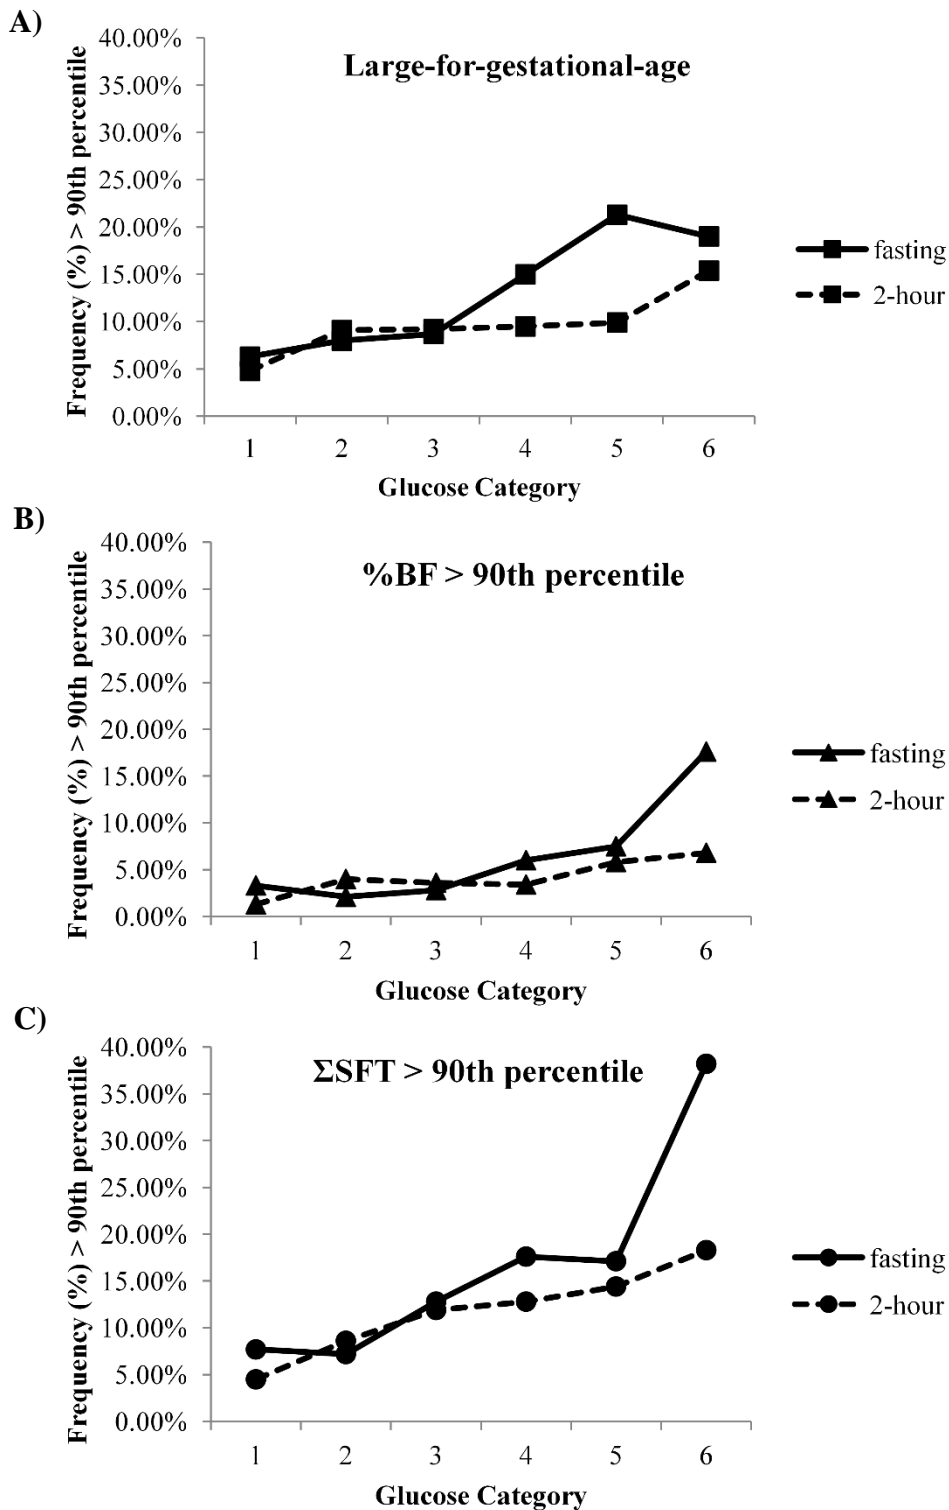 A)
Large-for-gestational-age
Frequency (%) > 90th percentile
40.00%
35.00%
30.00%
25.00%
20.00%
15.00%
10.00%
5.00%
0.00%
1 2 3 4 5 6
Glucose Category
fasting
2-hour
B)
%BF > 90th percentile
Frequency (%) > 90th percentile
40.00%
35.00%
30.00%
25.00%
20.00%
15.00%
10.00%
5.00%
0.00%
1 2 3 4 5 6
Glucose Category
fasting
2-hour
C)
ΣSFT > 90th percentile
Frequency (%) > 90th percentile
40.00%
35.00%
30.00%
25.00%
20.00%
15.00%
10.00%
5.00%
0.00%
1 2 3 4 5 6
Glucose Category
fasting
2-hour